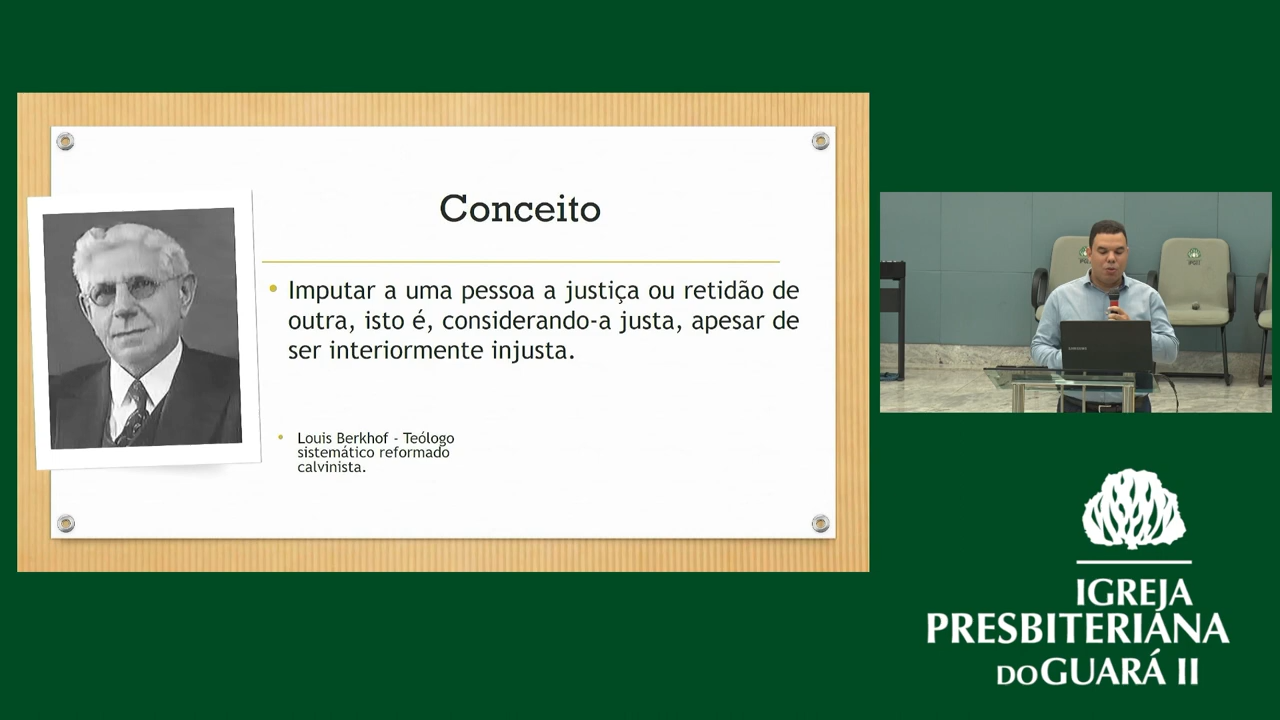 Conceito
• Imputar a uma pessoa a justiça ou retidão de
outra, isto é, considerando-a justa, apesar de
ser interiormente injusta.
• Louis Berkhof - Teólogo
sistemático reformado
calvinista.
IGREJA
PRESBITERIANA
DO GUARÁ II